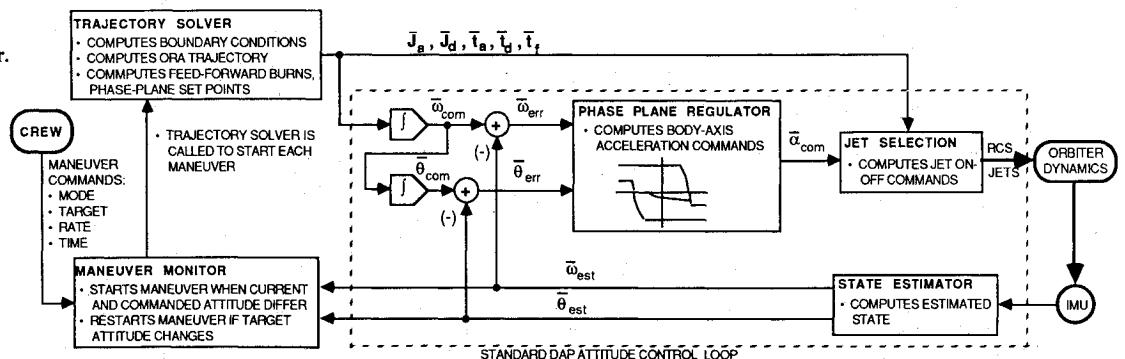 r.
TRAJECTORY SOLVER
• COMPUTES BOUNDARY CONDITIONS
• COMPUTES ORA TRAJECTORY
• COMMPUTES FEED-FORWARD BURNS,
PHASE-PLANE SET POINTS
J̅a , J̅d , t̅a , t̅d , t̅f
CREW
MANEUVER
COMMANDS:
• MODE
• TARGET
• RATE
• TIME
• TRAJECTORY SOLVER IS
CALLED TO START EACH
MANEUVER
∫
ω̅com
+
(-)
ω̅err
∫
θ̅com
+
(-)
θ̅err
PHASE PLANE REGULATOR
• COMPUTES BODY-AXIS
ACCELERATION COMMANDS
α̅com
JET SELECTION
• COMPUTES JET ON-
OFF COMMANDS
RCS
JETS
ORBITER
DYNAMICS
IMU
STATE ESTIMATOR
• COMPUTES ESTIMATED
STATE
ω̅est
θ̅est
MANEUVER MONITOR
• STARTS MANEUVER WHEN CURRENT
AND COMMANDED ATTITUDE DIFFER
• RESTARTS MANEUVER IF TARGET
ATTITUDE CHANGES
STANDARD DAP ATTITUDE CONTROL LOOP